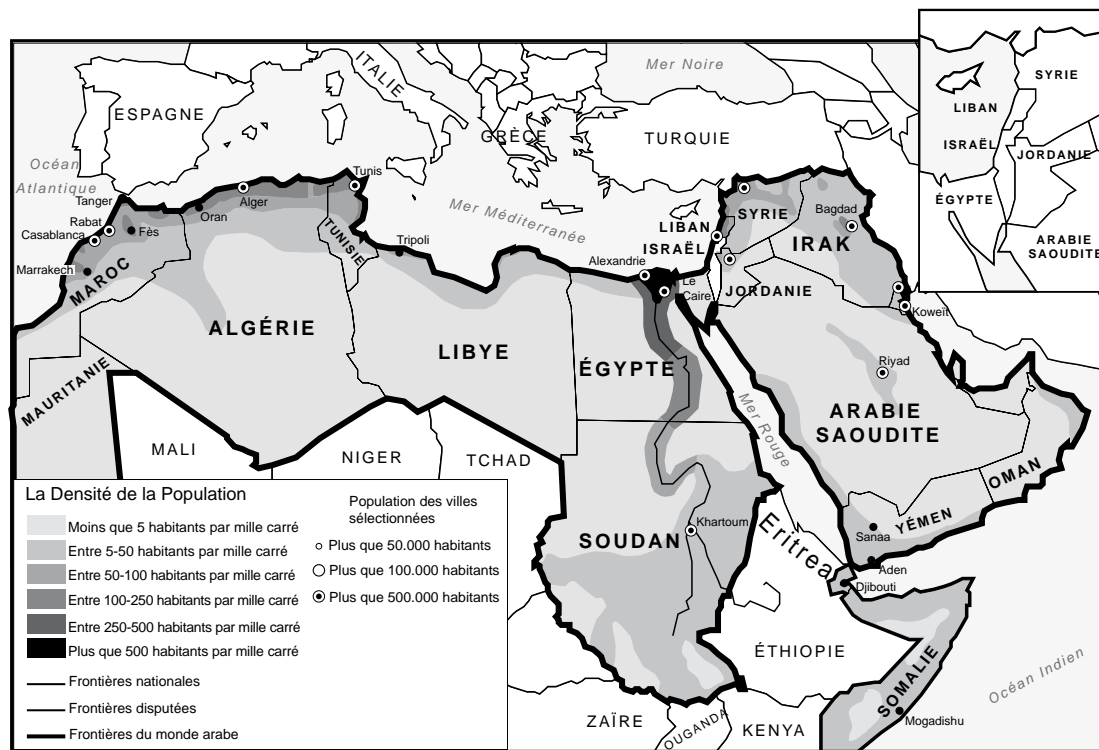 ESPAGNE
ITALIE
GRÈCE
TURQUIE
Mer Noire
Océan
Atlantique
Mer Méditerranée
Tanger
Rabat
Casablanca
Marrakech
Fès
Oran
Alger
Tunis
Tripoli
Alexandrie
Le
Caire
Bagdad
Koweït
Riyad
MAROC
ALGÉRIE
TUNISIE
LIBYE
ÉGYPTE
LIBAN
ISRAËL
SYRIE
JORDANIE
IRAK
ARABIE
SAOUDITE
OMAN
YÉMEN
Sanaa
Aden
Mer Rouge
MAURITANIE
MALI
NIGER
TCHAD
SOUDAN
Khartoum
Eritrea
Djibouti
ÉTHIOPIE
SOMALIE
Mogadishu
Océan Indien
ZAÏRE
OUGANDA
KENYA
SYRIE
LIBAN
ISRAËL
JORDANIE
ÉGYPTE
ARABIE
SAOUDITE
La Densité de la Population
Moins que 5 habitants par mille carré
Entre 5-50 habitants par mille carré
Entre 50-100 habitants par mille carré
Entre 100-250 habitants par mille carré
Entre 250-500 habitants par mille carré
Plus que 500 habitants par mille carré
Frontières nationales
Frontières disputées
Frontières du monde arabe
Population des villes
sélectionnées
Plus que 50.000 habitants
Plus que 100.000 habitants
Plus que 500.000 habitants